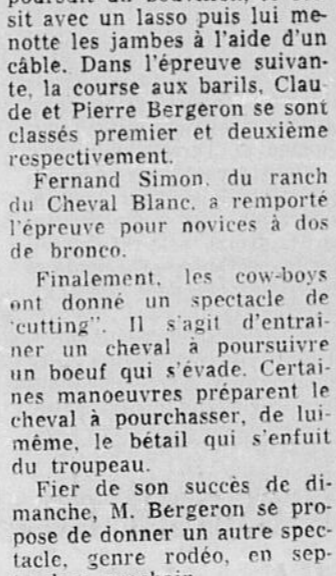 sit avec un lasso puis lui me-
notte les jambes à l'aide d'un
câble. Dans l'épreuve suivan-
te, la course aux barils, Clau
de et Pierre Bergeron se sont
classés premier et deuxième
respectivement.
Fernand Simon, du ranch
du Cheval Blanc, a remporté
l'épreuve pour novices à dos
de bronco.
Finalement, les cow-boys
ont donné un spectacle de
'cutting". Il s'agit d'entraî-
ner un cheval à poursuivre
un boeuf qui s'évade. Certai-
nes manoeuvres préparent le
cheval à pourchasser, de lui-
même, le bétail qui s'enfuit
du troupeau.
Fier de son succès de di-
manche, M. Bergeron se pro-
pose de donner un autre spec-
tacle, genre rodéo, en sep-